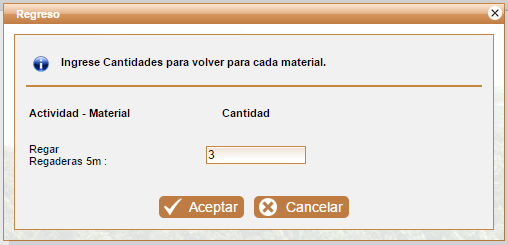 Regreso
Ingrese Cantidades para volver para cada material.
Actividad - Material Cantidad
Regar
Regaderas 5m : 3
Aceptar Cancelar